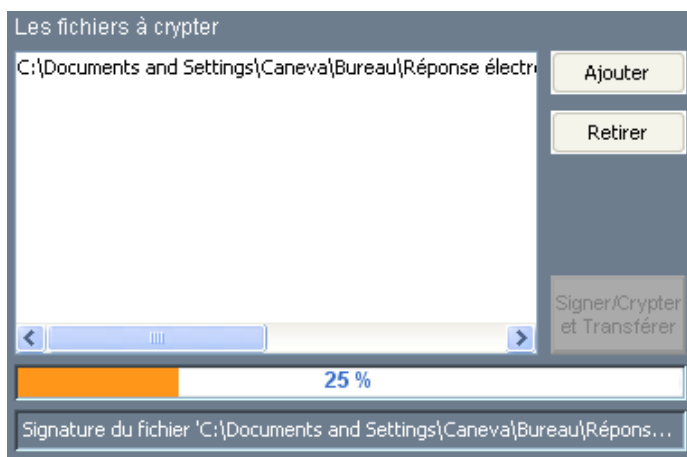 Les fichiers à crypter
C:\Documents and Settings\Caneva\Bureau\Réponse électr
Ajouter
Retirer
Signer/Crypter
et Transférer
25 %
Signature du fichier 'C:\Documents and Settings\Caneva\Bureau\Répons...